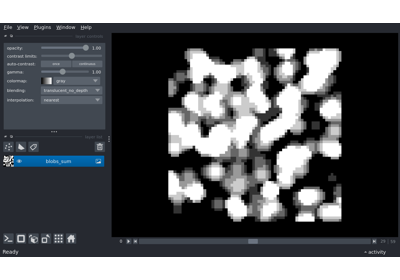 File View Plugins Window Help
opacity: 1.00
contrast limits:
auto-contrast: once continuous
gamma: 1.00
colormap: gray
blending: translucent_no_depth
interpolation: nearest
blobs_sum
Ready
activity